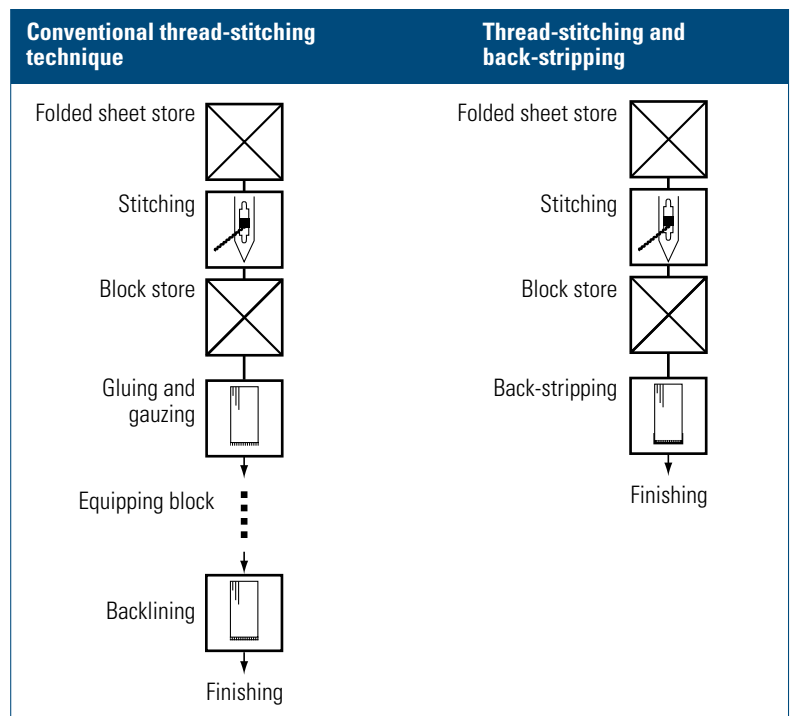 Conventional thread-stitching
technique
Thread-stitching and
back-stripping
Folded sheet store
Stitching
Block store
Gluing and
gauzing
Equipping block
Backlining
Finishing
Folded sheet store
Stitching
Block store
Back-stripping
Finishing